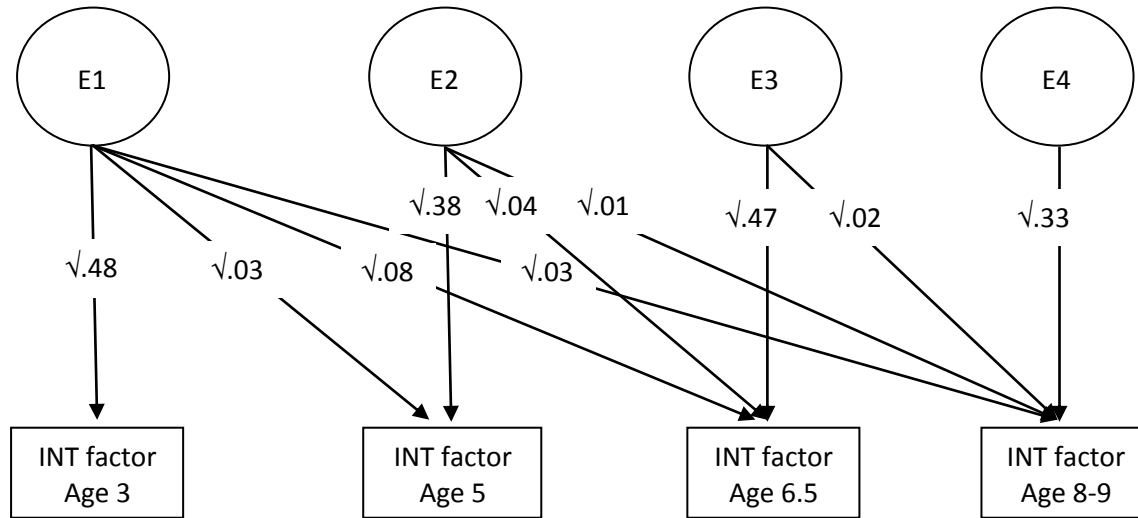 E1
E2
E3
E4
√.38
√.04
√.01
√.47
√.02
√.33
√.48
√.03
√.08
√.03
INT factor
Age 3
INT factor
Age 5
INT factor
Age 6.5
INT factor
Age 8-9